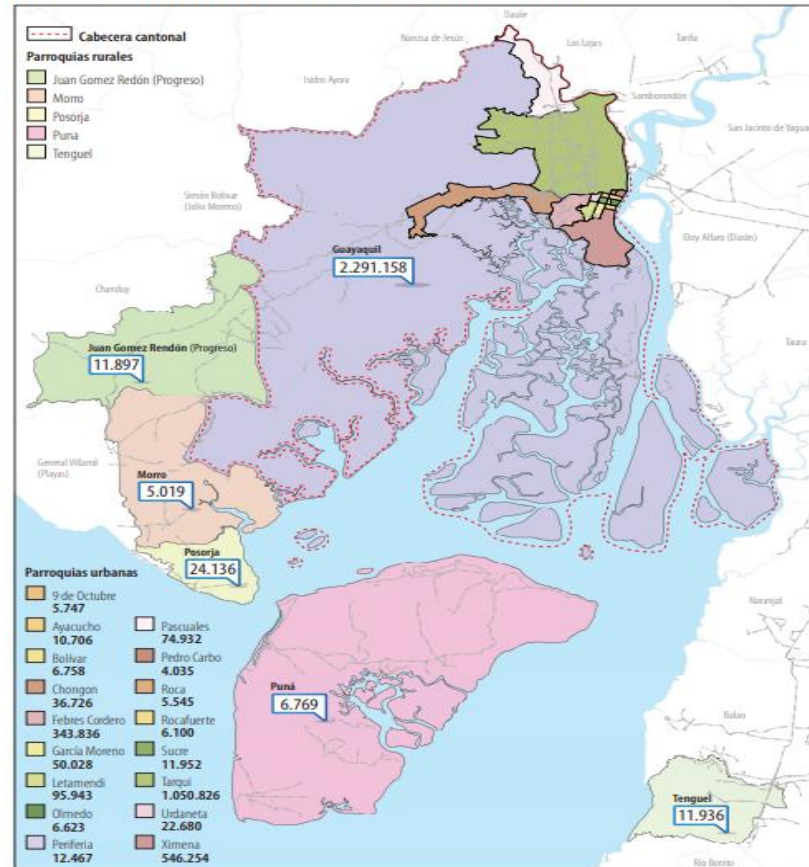 Cabecera cantonal
Parroquias rurales
Juan Gomez Redón (Progreso)
Morro
Posorja
Puna
Tenguel
Daule
Narcisa de Jesús
Las Lojas
Tarifa
Isidro Ayora
Samborondón
San Jacinto de Yagua
Simón Bolívar
(Julio Moreno)
Eloy Alfaro (Durán)
Guayaquil
2.291.158
Chanduy
Taura
Juan Gomez Rendón (Progreso)
11.897
General Villamil
(Playas)
Morro
5.019
Posorja
24.136
Naranjal
Puná
6.769
Balao
Tenguel
11.936
Río Bonito
Parroquias urbanas
9 de Octubre
5.747
Ayacucho
10.706
Bolívar
6.758
Chongon
36.726
Febres Cordero
343.836
García Moreno
50.028
Letamendi
95.943
Olmedo
6.623
Periferia
12.467
Pascuales
74.932
Pedro Carbo
4.035
Roca
5.545
Rocafuerte
6.100
Sucre
11.952
Tarqui
1.050.826
Urdaneta
22.680
Ximena
546.254